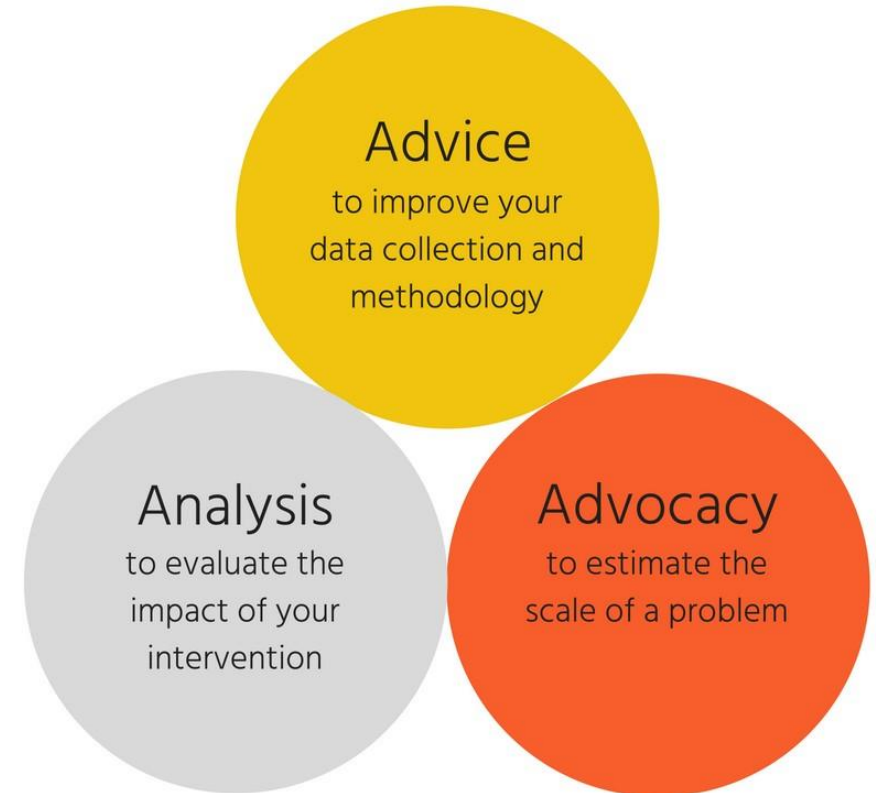 Advice
to improve your
data collection and
methodology
Analysis
to evaluate the
impact of your
intervention
Advocacy
to estimate the
scale of a problem